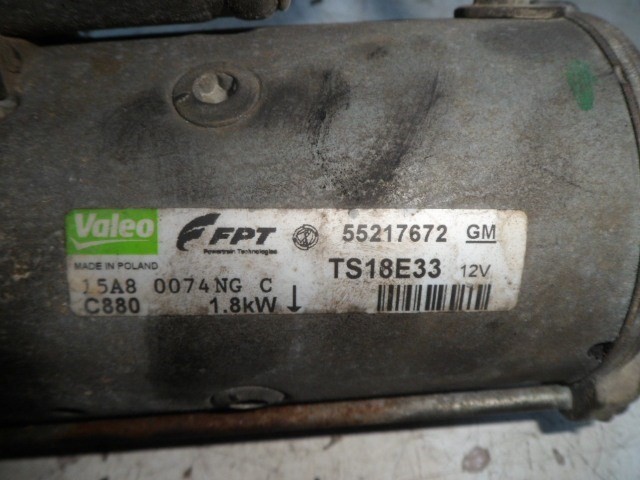 Valeo FPT 55217672 GM
Powertrain Technologies
MADE IN POLAND TS18E33 12V
15A8 0074NG C
C880 1.8kW